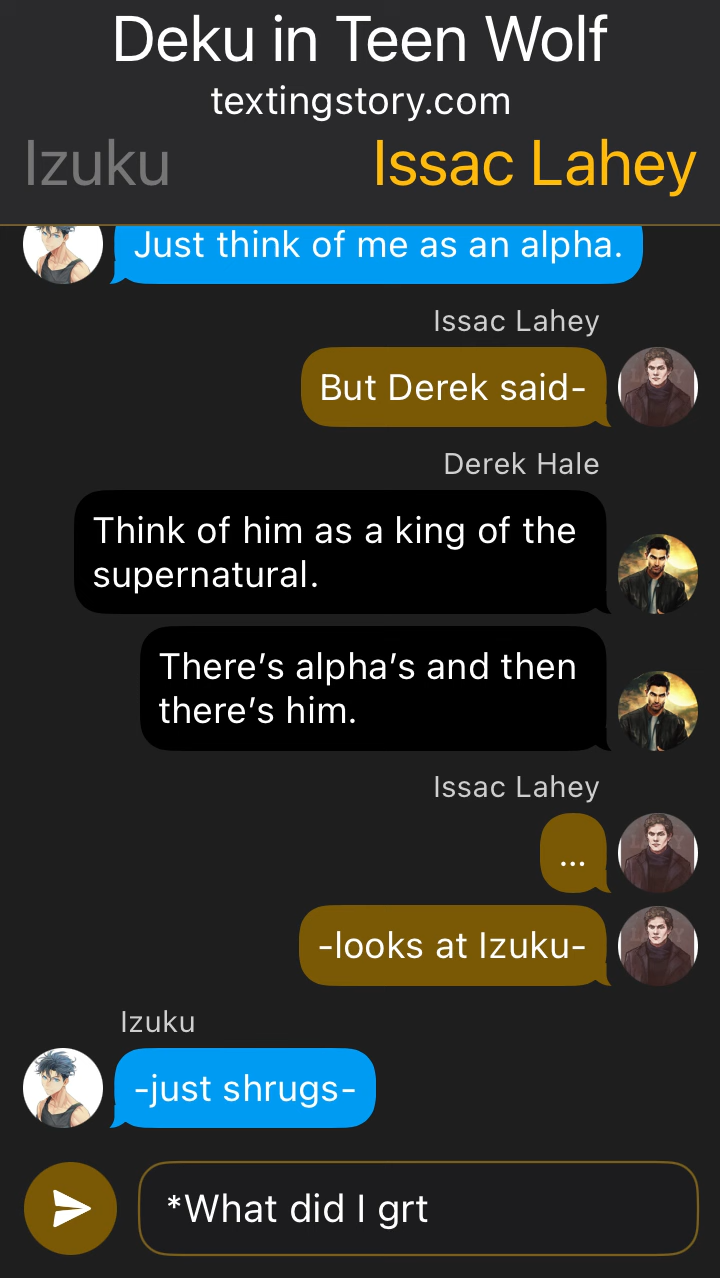 Deku in Teen Wolf
textingstory.com
Izuku
Issac Lahey
Just think of me as an alpha.
Issac Lahey
But Derek said-
Derek Hale
Think of him as a king of the
supernatural.
There’s alpha’s and then
there’s him.
Issac Lahey
...
-looks at Izuku-
Izuku
-just shrugs-
*What did I grt